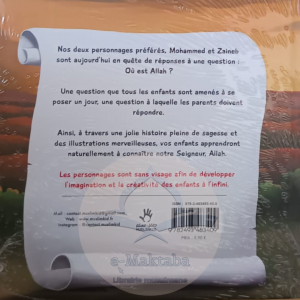 Nos deux personnages préférés, Mohammed et Zaineb
sont aujourd'hui en quête de réponses à une question :
Où est Allah ?
Une question que tous les enfants sont amenés à se
poser un jour, une question à laquelle les parents doivent
répondre.
Ainsi, à travers une jolie histoire pleine de sagesse et
des illustrations merveilleuses, vos enfants apprendront
naturellement à connaître notre Seigneur, Allah.
Les personnages sont sans visage afin de développer
l'imagination et la créativité des enfants à l'infini.
e-Maktaba